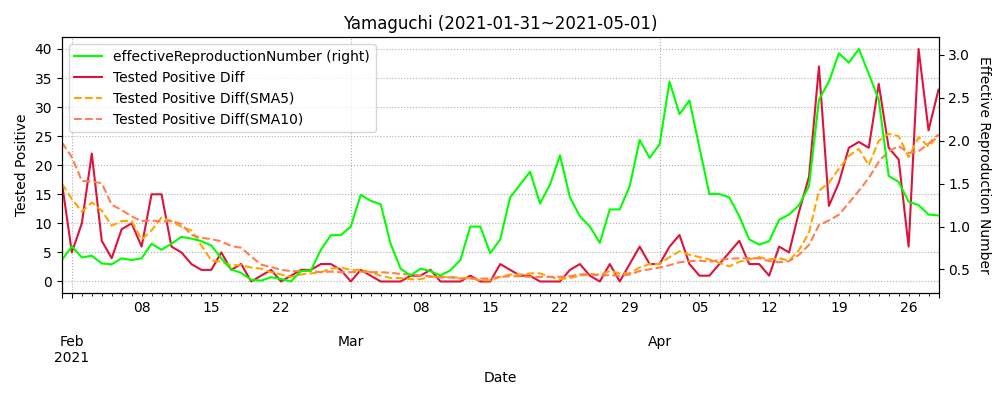 Yamaguchi (2021-01-31~2021-05-01)
effectiveReproductionNumber (right)
Tested Positive Diff
Tested Positive Diff(SMA5)
Tested Positive Diff(SMA10)
Tested Positive
40
35
30
25
20
15
10
5
0
Effective Reproduction Number
3.0
2.5
2.0
1.5
1.0
0.5
08 15 22 08 15 22 29 05 12 19 26
Feb Mar Apr
2021
Date